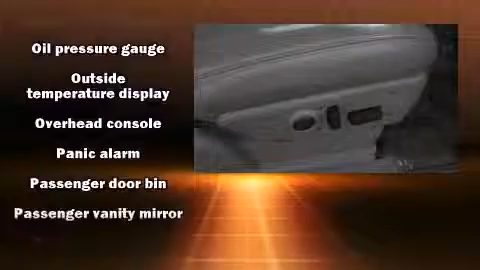 Oil pressure gauge
Outside
temperature display
Overhead console
Panic alarm
Passenger door bin
Passenger vanity mirror